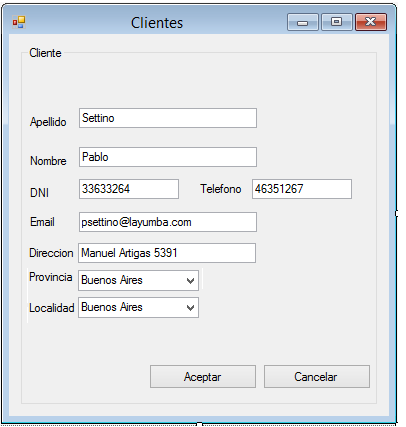 Clientes
Cliente
Apellido Settino
Nombre Pablo
DNI 33633264 Telefono 46351267
Email psettino@layumba.com
Direccion Manuel Artigas 5391
Provincia Buenos Aires
Localidad Buenos Aires
Aceptar Cancelar